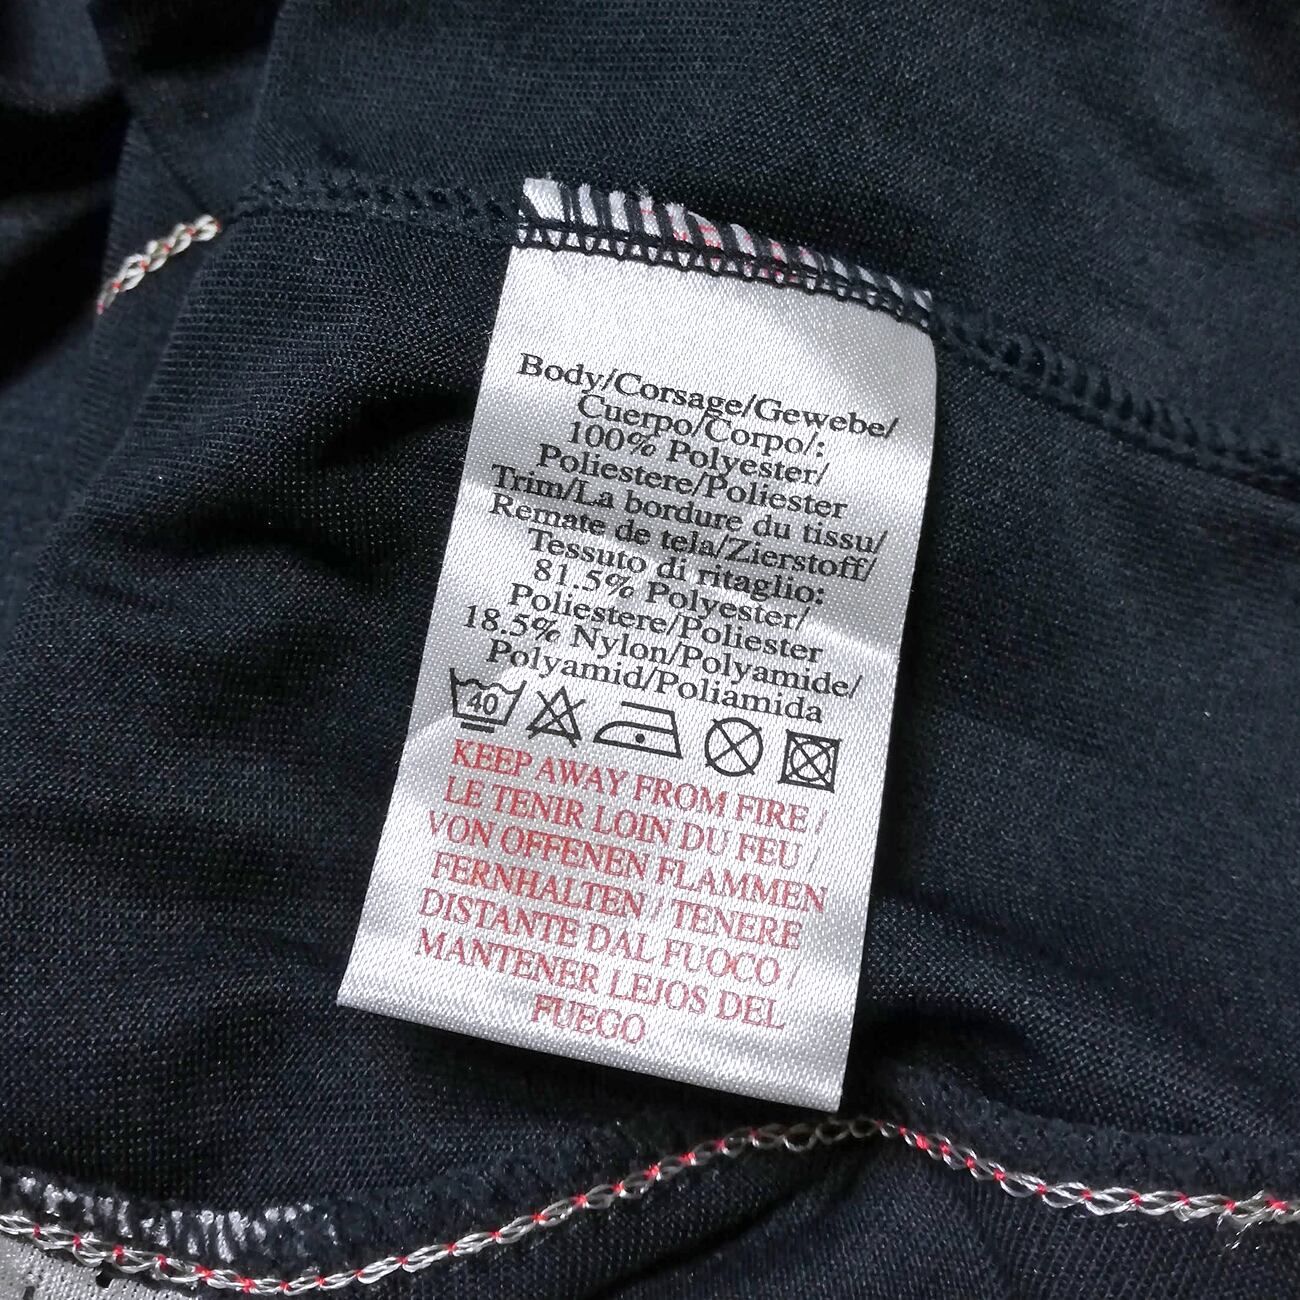 Body/Corsage/Gewebe/
Cuerpo/Corpo/:
100% Polyester/
Poliestere/Poliester
Trim/La bordure du tissu/
Remate de tela/Zierstoff/
Tessuto di ritaglio:
81.5% Polyester/
Poliestere/Poliester
18.5% Nylon/Polyamide/
Polyamid/Poliamida
40
KEEP AWAY FROM FIRE /
LE TENIR LOIN DU FEU /
VON OFFENEN FLAMMEN
FERNHALTEN / TENERE
DISTANTE DAL FUOCO /
MANTENER LEJOS DEL
FUEGO